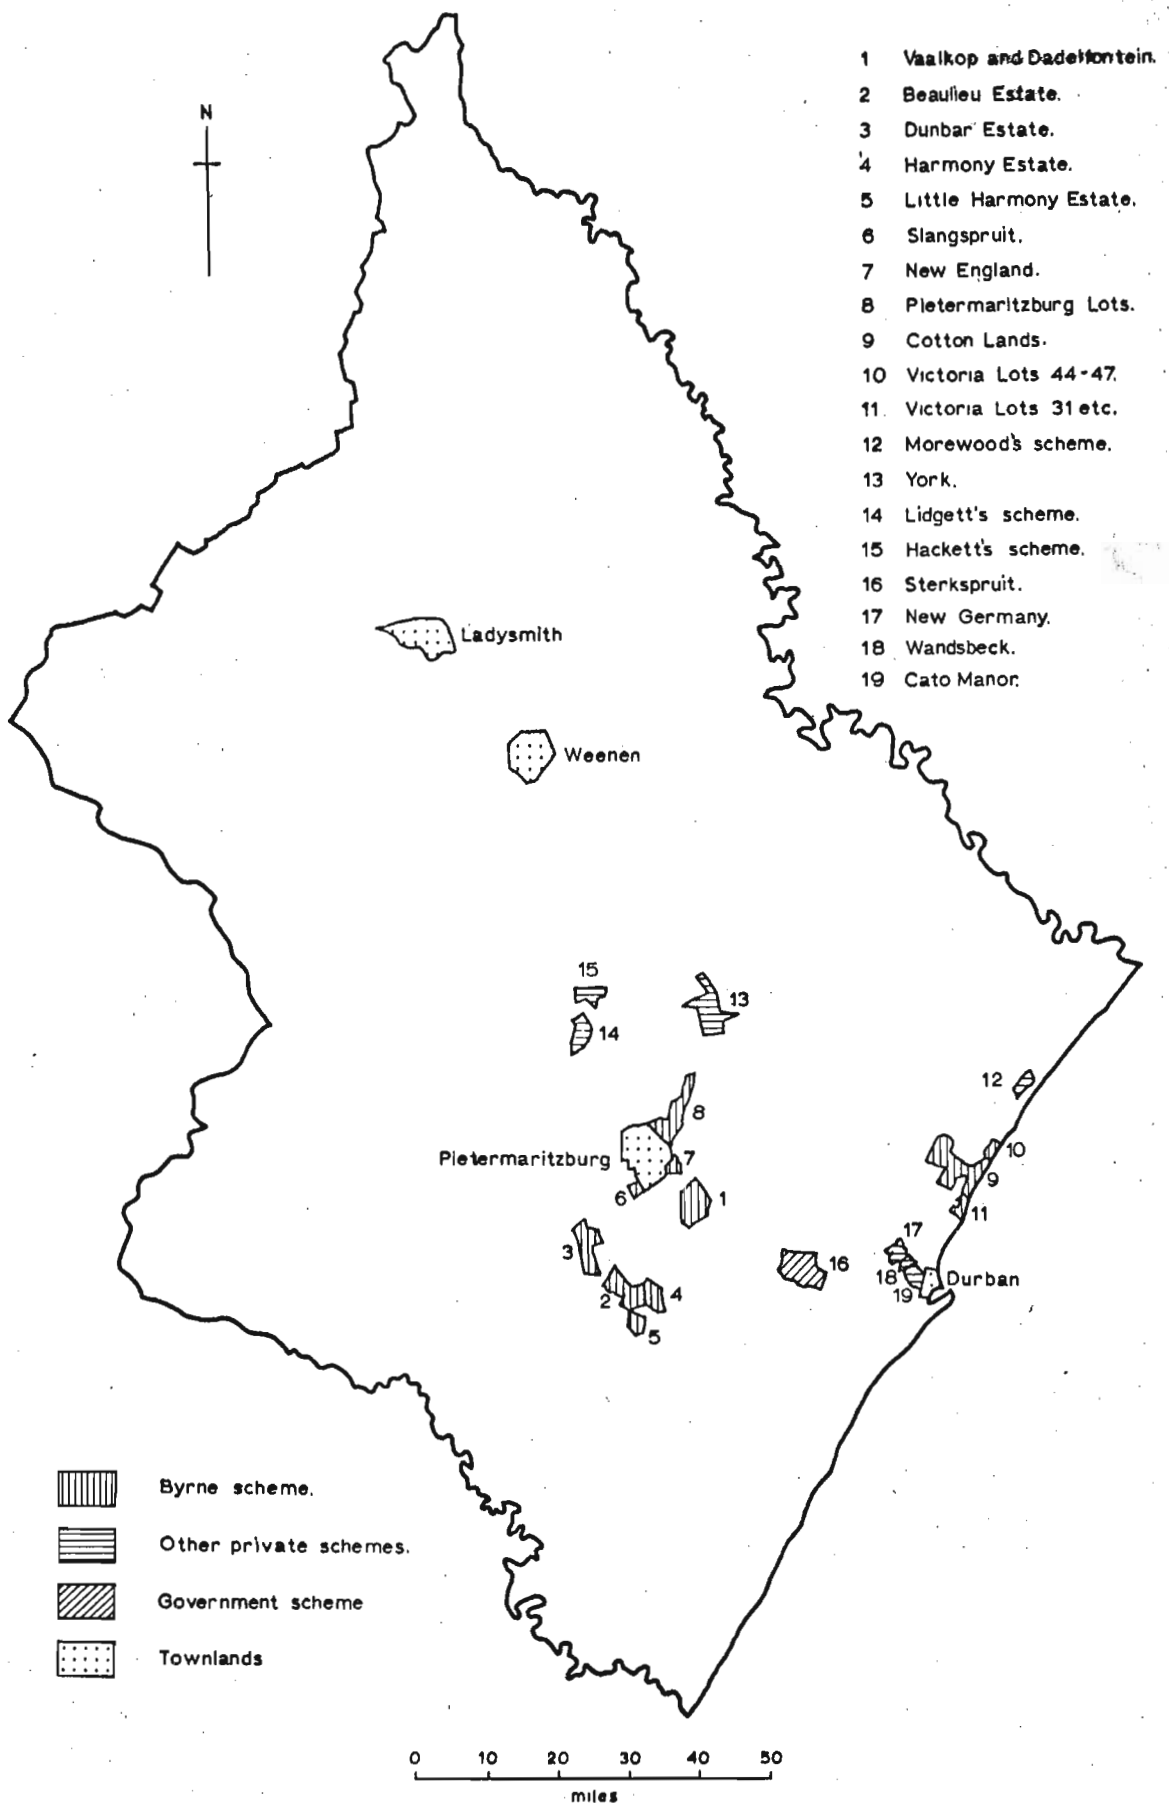 N
1 Vaalkop and Dadelfontein.
2 Beaulieu Estate.
3 Dunbar Estate.
4 Harmony Estate.
5 Little Harmony Estate.
6 Slangspruit.
7 New England.
8 Pietermaritzburg Lots.
9 Cotton Lands.
10 Victoria Lots 44-47.
11 Victoria Lots 31 etc.
12 Morewood's scheme.
13 York.
14 Lidgett's scheme.
15 Hackett's scheme.
16 Sterkspruit.
17 New Germany.
18 Wandsbeck.
19 Cato Manor.
Ladysmith
Weenen
15
13
14
12
8
10
Pietermaritzburg
7
9
6
1
11
17
3
16
18
Durban
2
4
19
5
Byrne scheme.
Other private schemes.
Government scheme
Townlands
0 10 20 30 40 50
miles